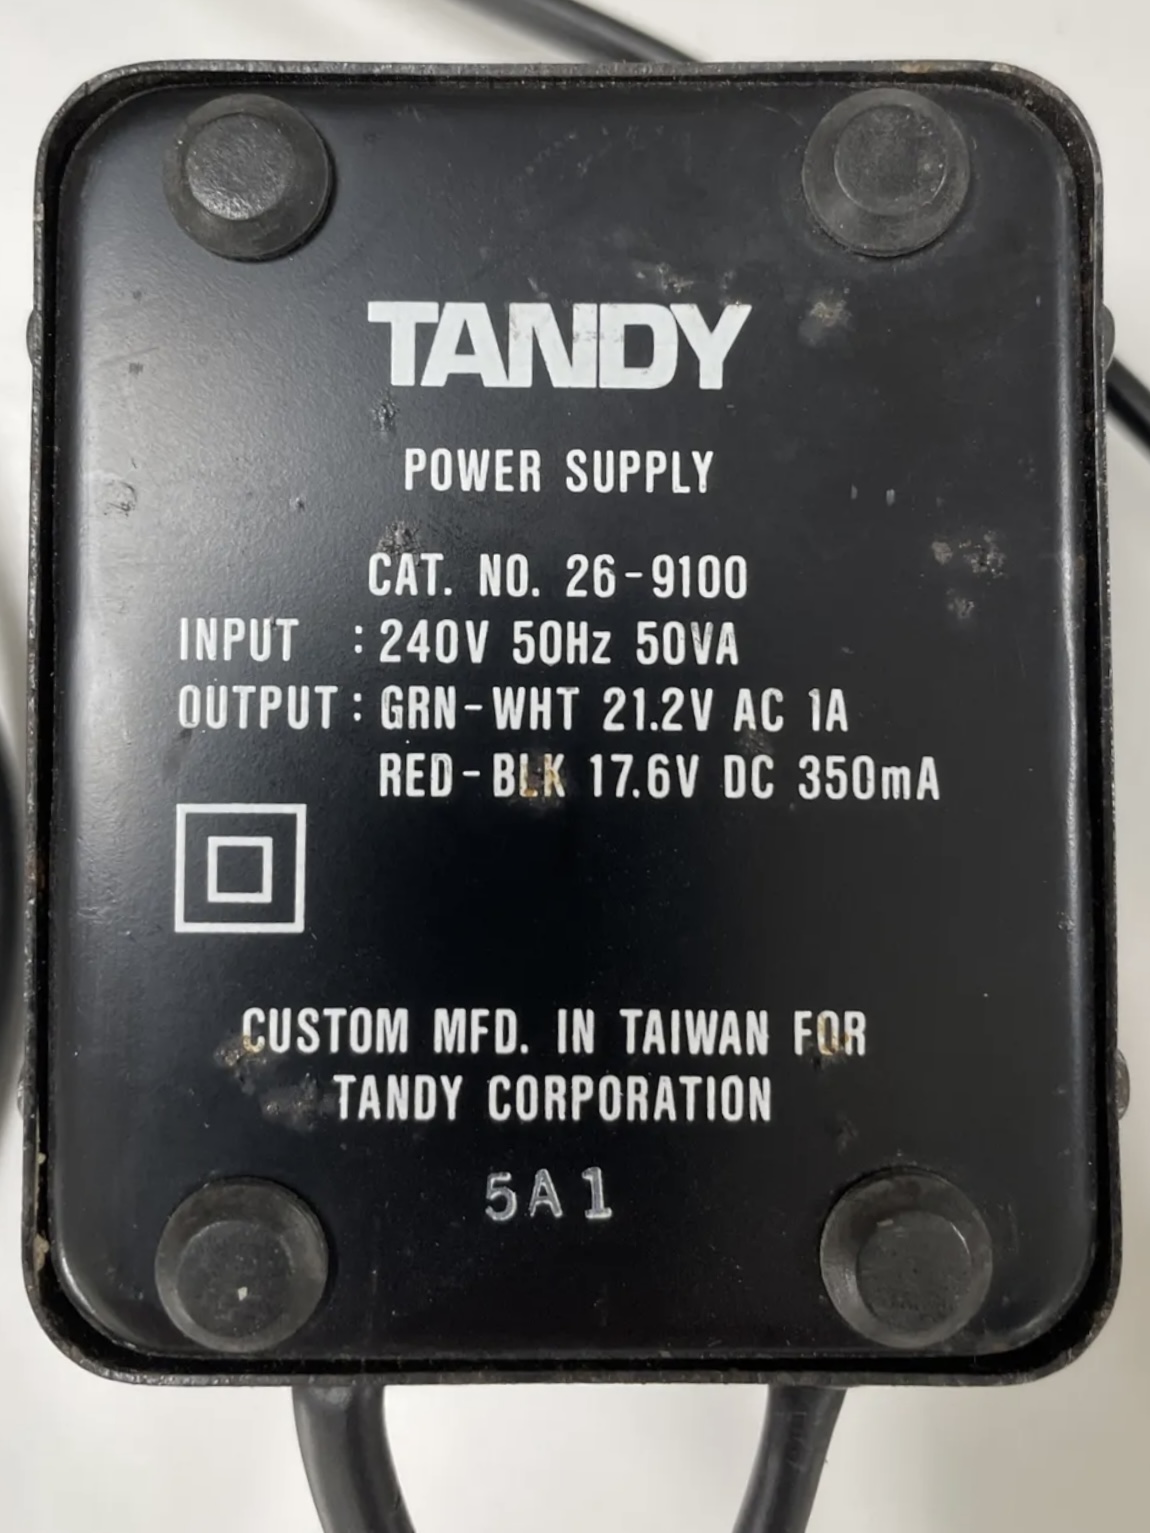 TANDY
POWER SUPPLY
CAT. NO. 26-9100
INPUT : 240V 50Hz 50VA
OUTPUT : GRN-WHT 21.2V AC 1A
RED-BLK 17.6V DC 350mA
CUSTOM MFD. IN TAIWAN FOR
TANDY CORPORATION
5A1